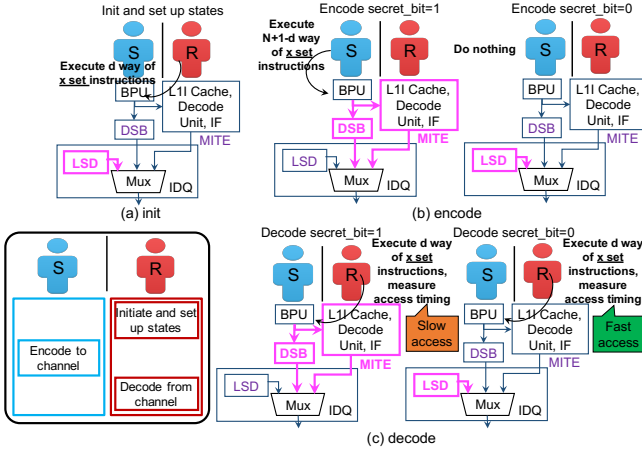 Init and set up states
S
R
Execute d way of
x set instructions
BPU
L1I Cache,
Decode
Unit, IF
DSB
MITE
LSD
Mux
IDQ
(a) init
Encode secret_bit=1
Execute
N+1-d way
of x set
instructions
S
R
BPU
L1I Cache,
Decode
Unit, IF
DSB
MITE
LSD
Mux
IDQ
Encode secret_bit=0
Do nothing
S
R
BPU
L1I Cache,
Decode
Unit, IF
DSB
MITE
LSD
Mux
IDQ
(b) encode
S
R
Initiate and set
up states
Encode to
channel
Decode from
channel
Decode secret_bit=1
Execute d way
of x set
instructions,
measure
access timing
S
R
BPU
L1I Cache,
Decode
Unit, IF
Slow
access
DSB
MITE
LSD
Mux
IDQ
Decode secret_bit=0
Execute d way
of x set
instructions,
measure
access timing
S
R
BPU
L1I Cache,
Decode
Unit, IF
Fast
access
DSB
MITE
LSD
Mux
IDQ
(c) decode